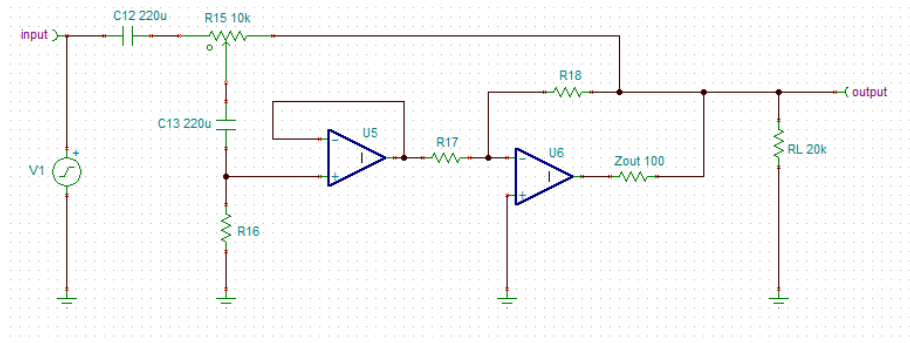 C12 220u
R15 10k
input
R18
output
C13 220u
U5
R17
U6
Zout 100
RL 20k
V1
+
R16